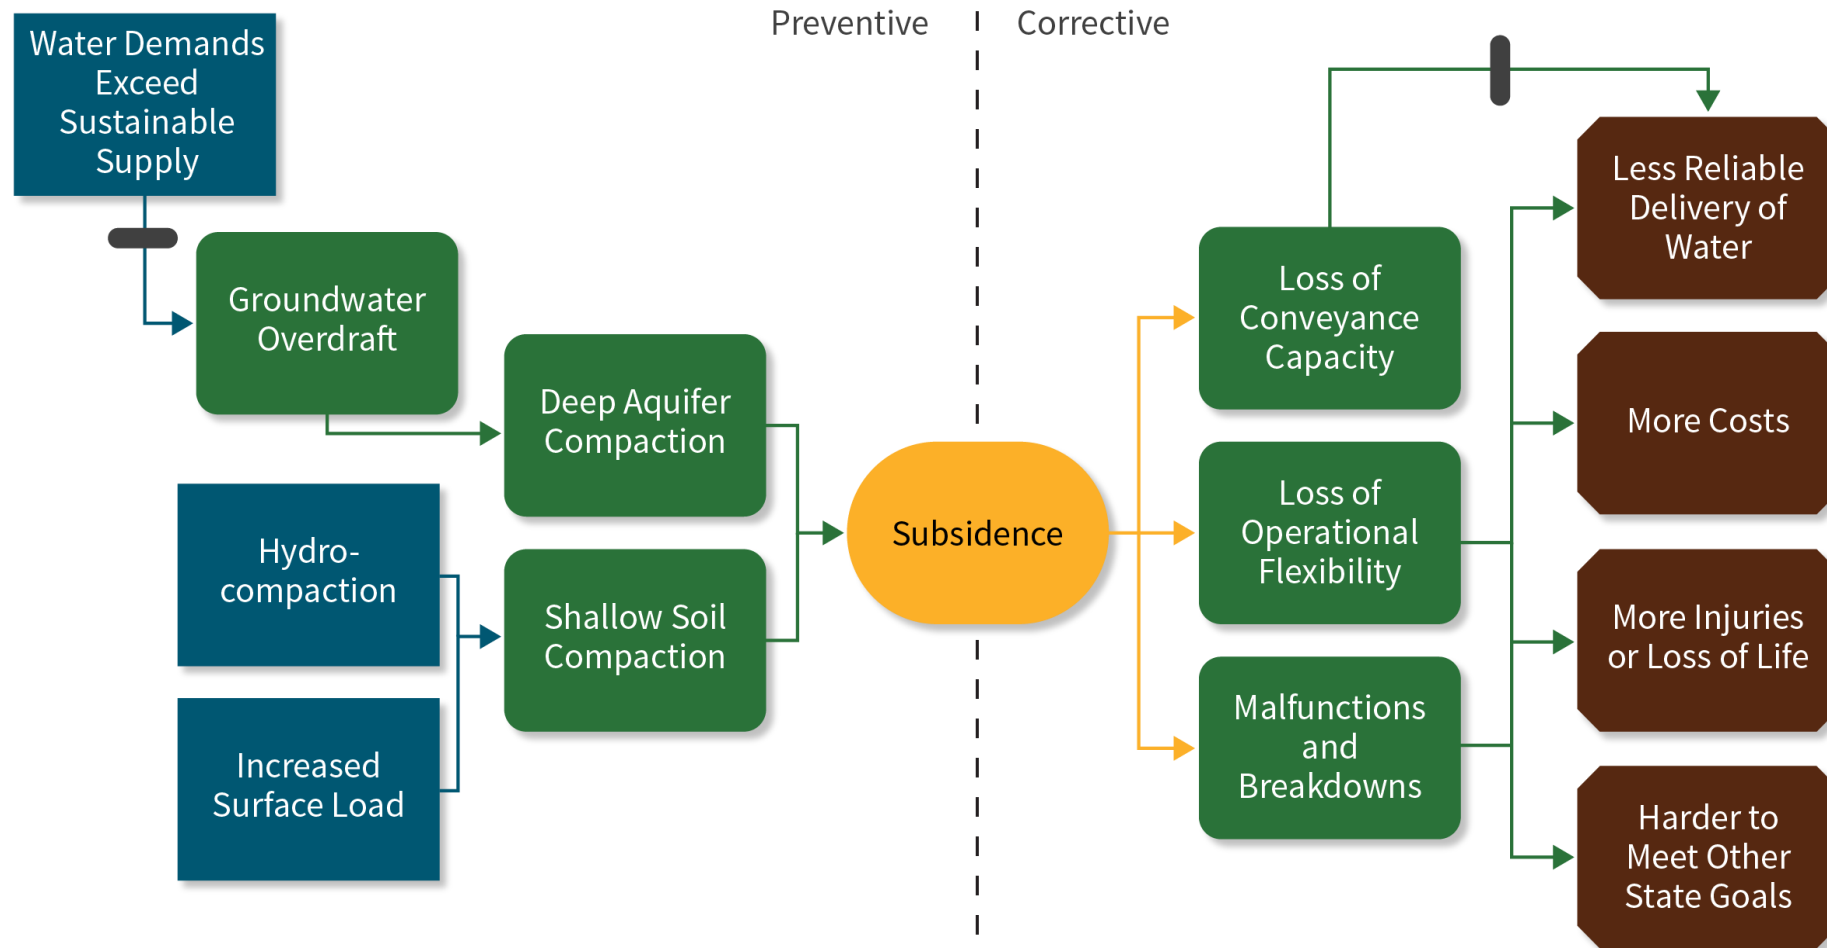 Preventive
Corrective
Water Demands
Exceed
Sustainable
Supply
Groundwater
Overdraft
Deep Aquifer
Compaction
Hydro-
compaction
Shallow Soil
Compaction
Increased
Surface Load
Subsidence
Loss of
Conveyance
Capacity
Loss of
Operational
Flexibility
Malfunctions
and
Breakdowns
Less Reliable
Delivery of
Water
More Costs
More Injuries
or Loss of Life
Harder to
Meet Other
State Goals